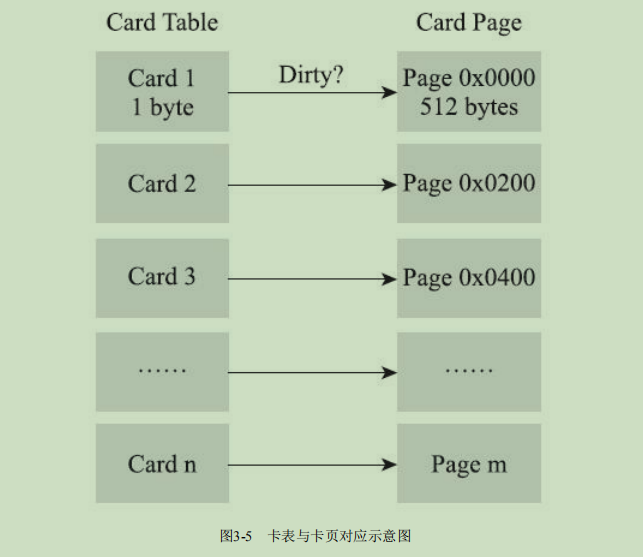 Card Table
Card Page
Card 1
1 byte
Dirty?
Page 0x0000
512 bytes
Card 2
Page 0x0200
Card 3
Page 0x0400
······
······
Card n
Page m
图3-5 卡表与卡页对应示意图